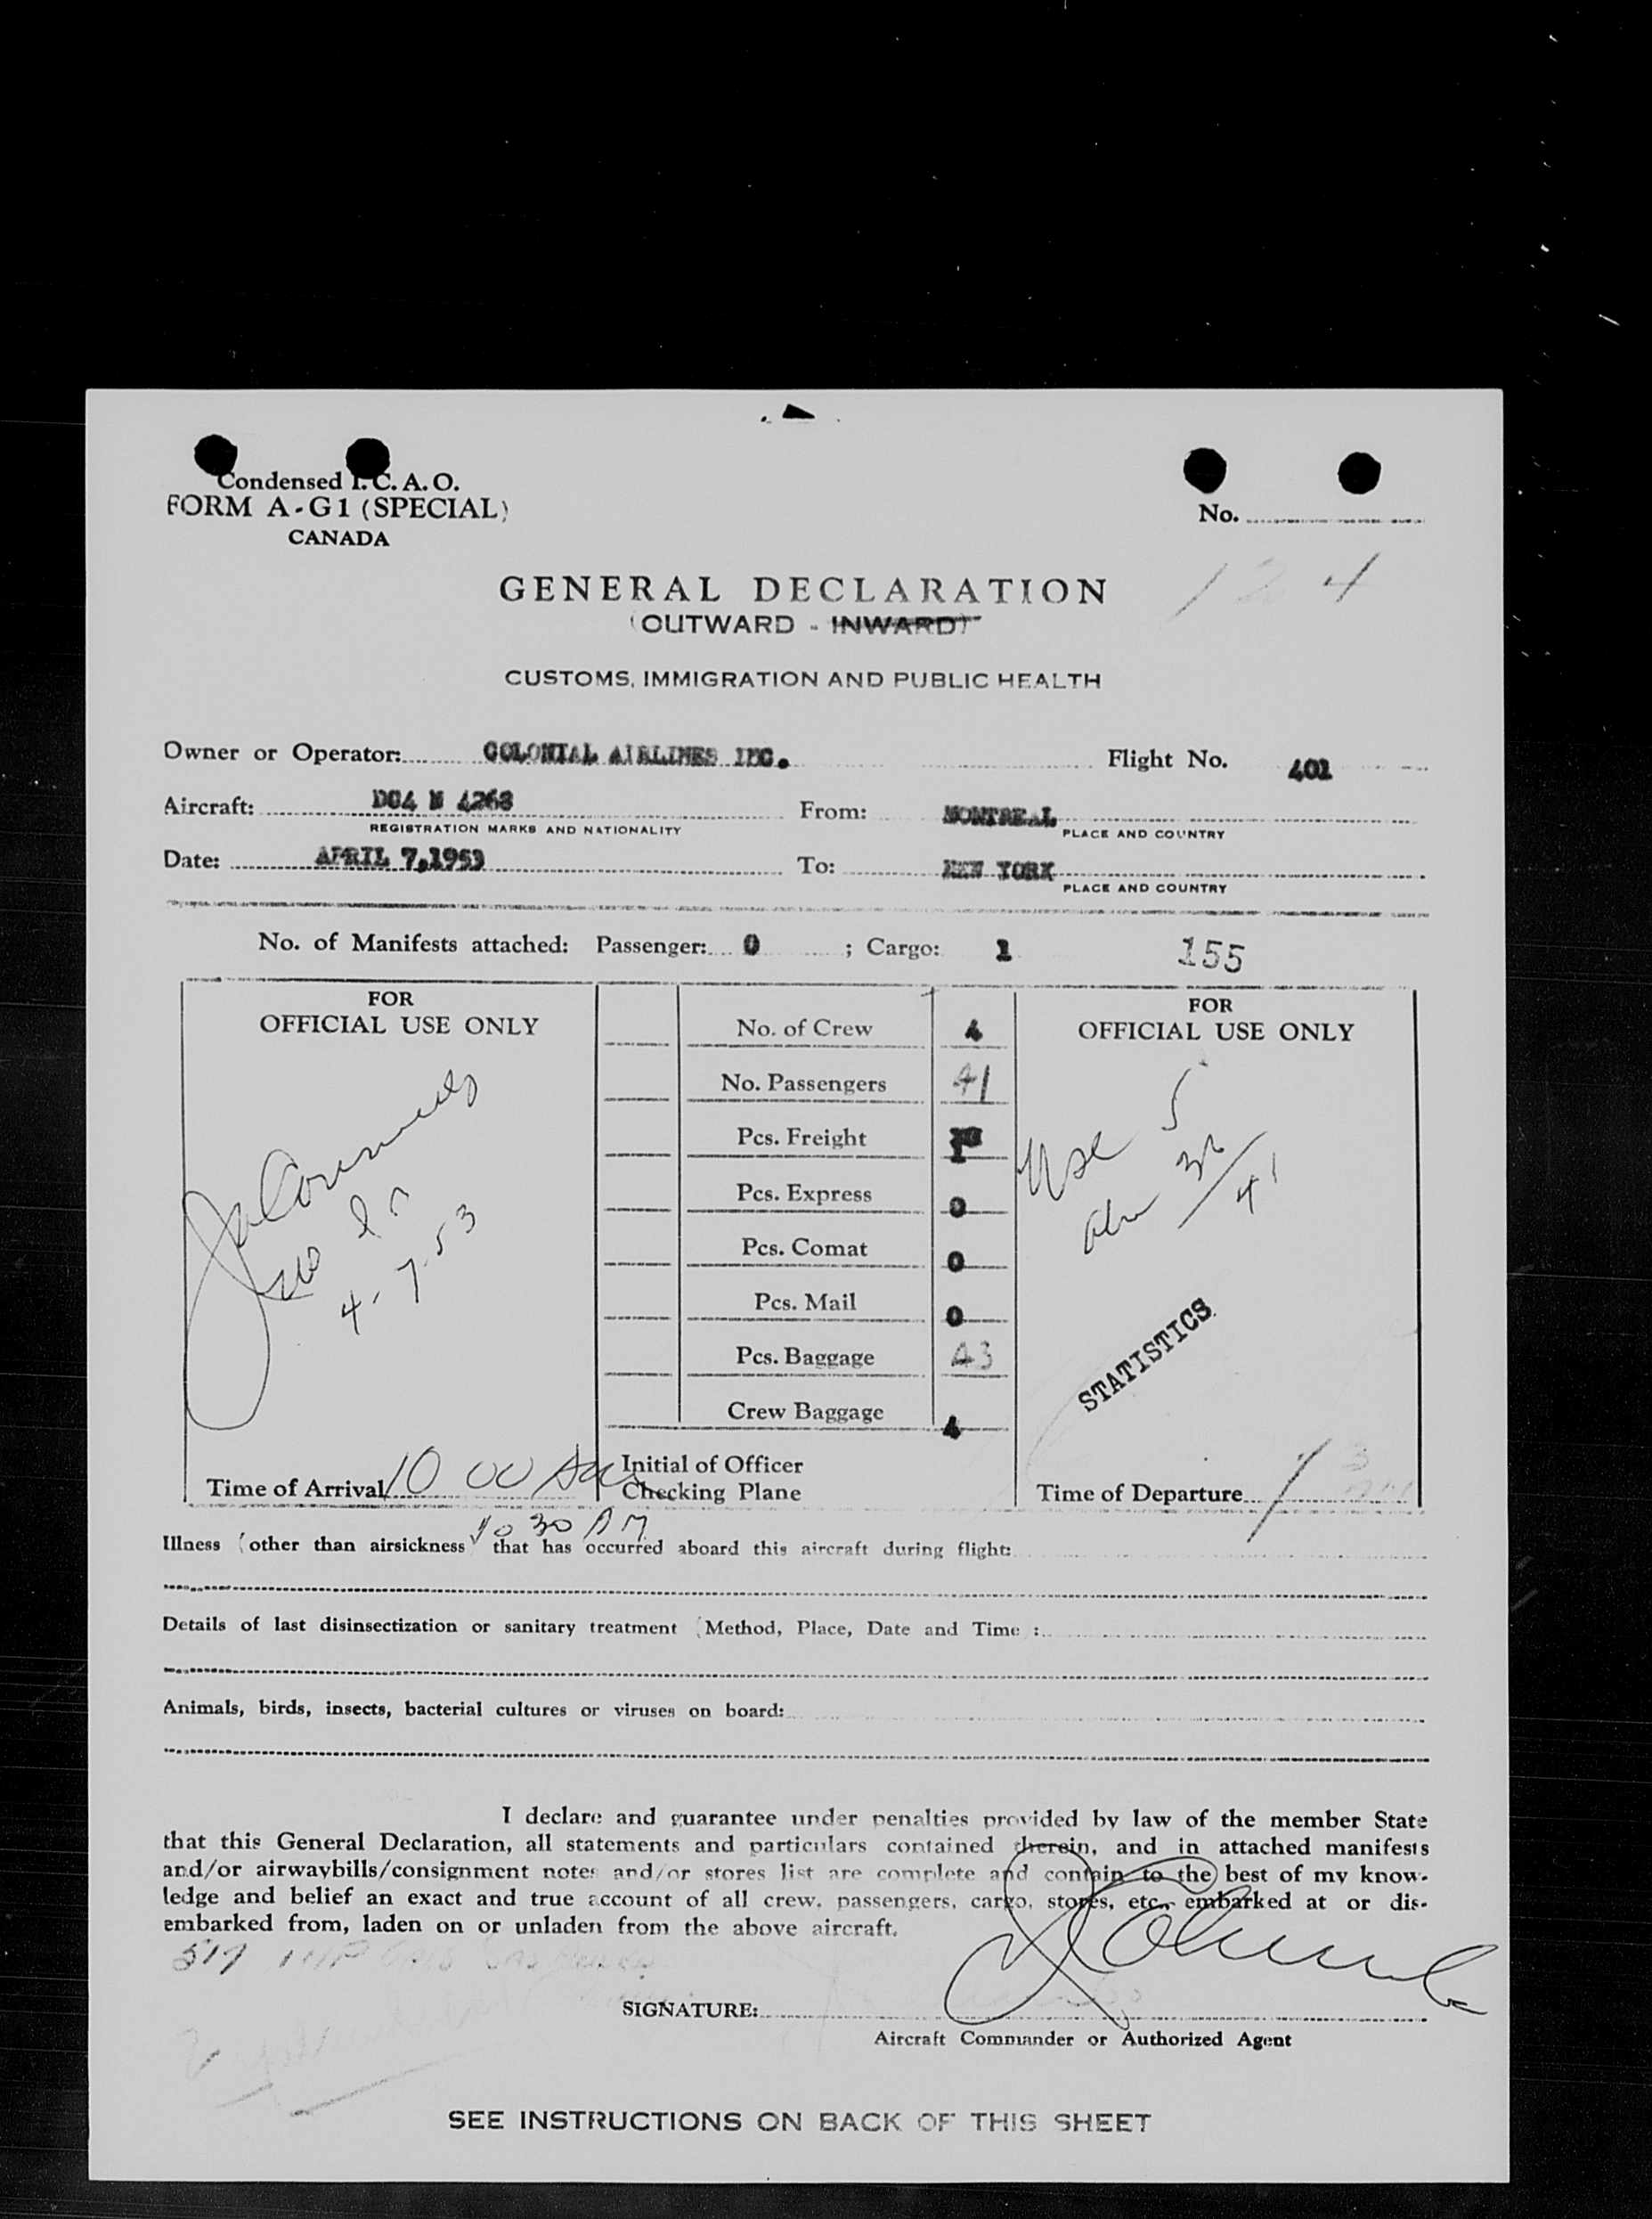 Condensed I. C. A. O.
FORM A-G1 (SPECIAL)
CANADA
No.
GENERAL DECLARATION
(OUTWARD - INWARD)
CUSTOMS, IMMIGRATION AND PUBLIC HEALTH
Owner or Operator: COLONIAL AIRLINES INC. Flight No. 402
Aircraft: DC4 N 4268 From: MONTREAL
REGISTRATION MARKS AND NATIONALITY PLACE AND COUNTRY
Date: APRIL 7,1953 To: NEW YORK
PLACE AND COUNTRY
No. of Manifests attached: Passenger: 0 ; Cargo: 1 155
FOR
OFFICIAL USE ONLY
4-7-53
Time of Arrival 10 00 AM
10 30 AM
No. of Crew 4
No. Passengers 41
Pcs. Freight
Pcs. Express 0
Pcs. Comat 0
Pcs. Mail 0
Pcs. Baggage 43
Crew Baggage 4
Initial of Officer
Checking Plane
FOR
OFFICIAL USE ONLY
USC 5
36
41
STATISTICS
Time of Departure
Illness (other than airsickness) that has occurred aboard this aircraft during flight:
Details of last disinsectization or sanitary treatment (Method, Place, Date and Time :
Animals, birds, insects, bacterial cultures or viruses on board:
I declare and guarantee under penalties provided by law of the member State
that this General Declaration, all statements and particulars contained therein, and in attached manifests
and/or airwaybills/consignment notes and/or stores list are complete and contain to the best of my know-
ledge and belief an exact and true account of all crew, passengers, cargo, stores, etc., embarked at or dis-
embarked from, laden on or unladen from the above aircraft.
SIGNATURE:
Aircraft Commander or Authorized Agent
SEE INSTRUCTIONS ON BACK OF THIS SHEET